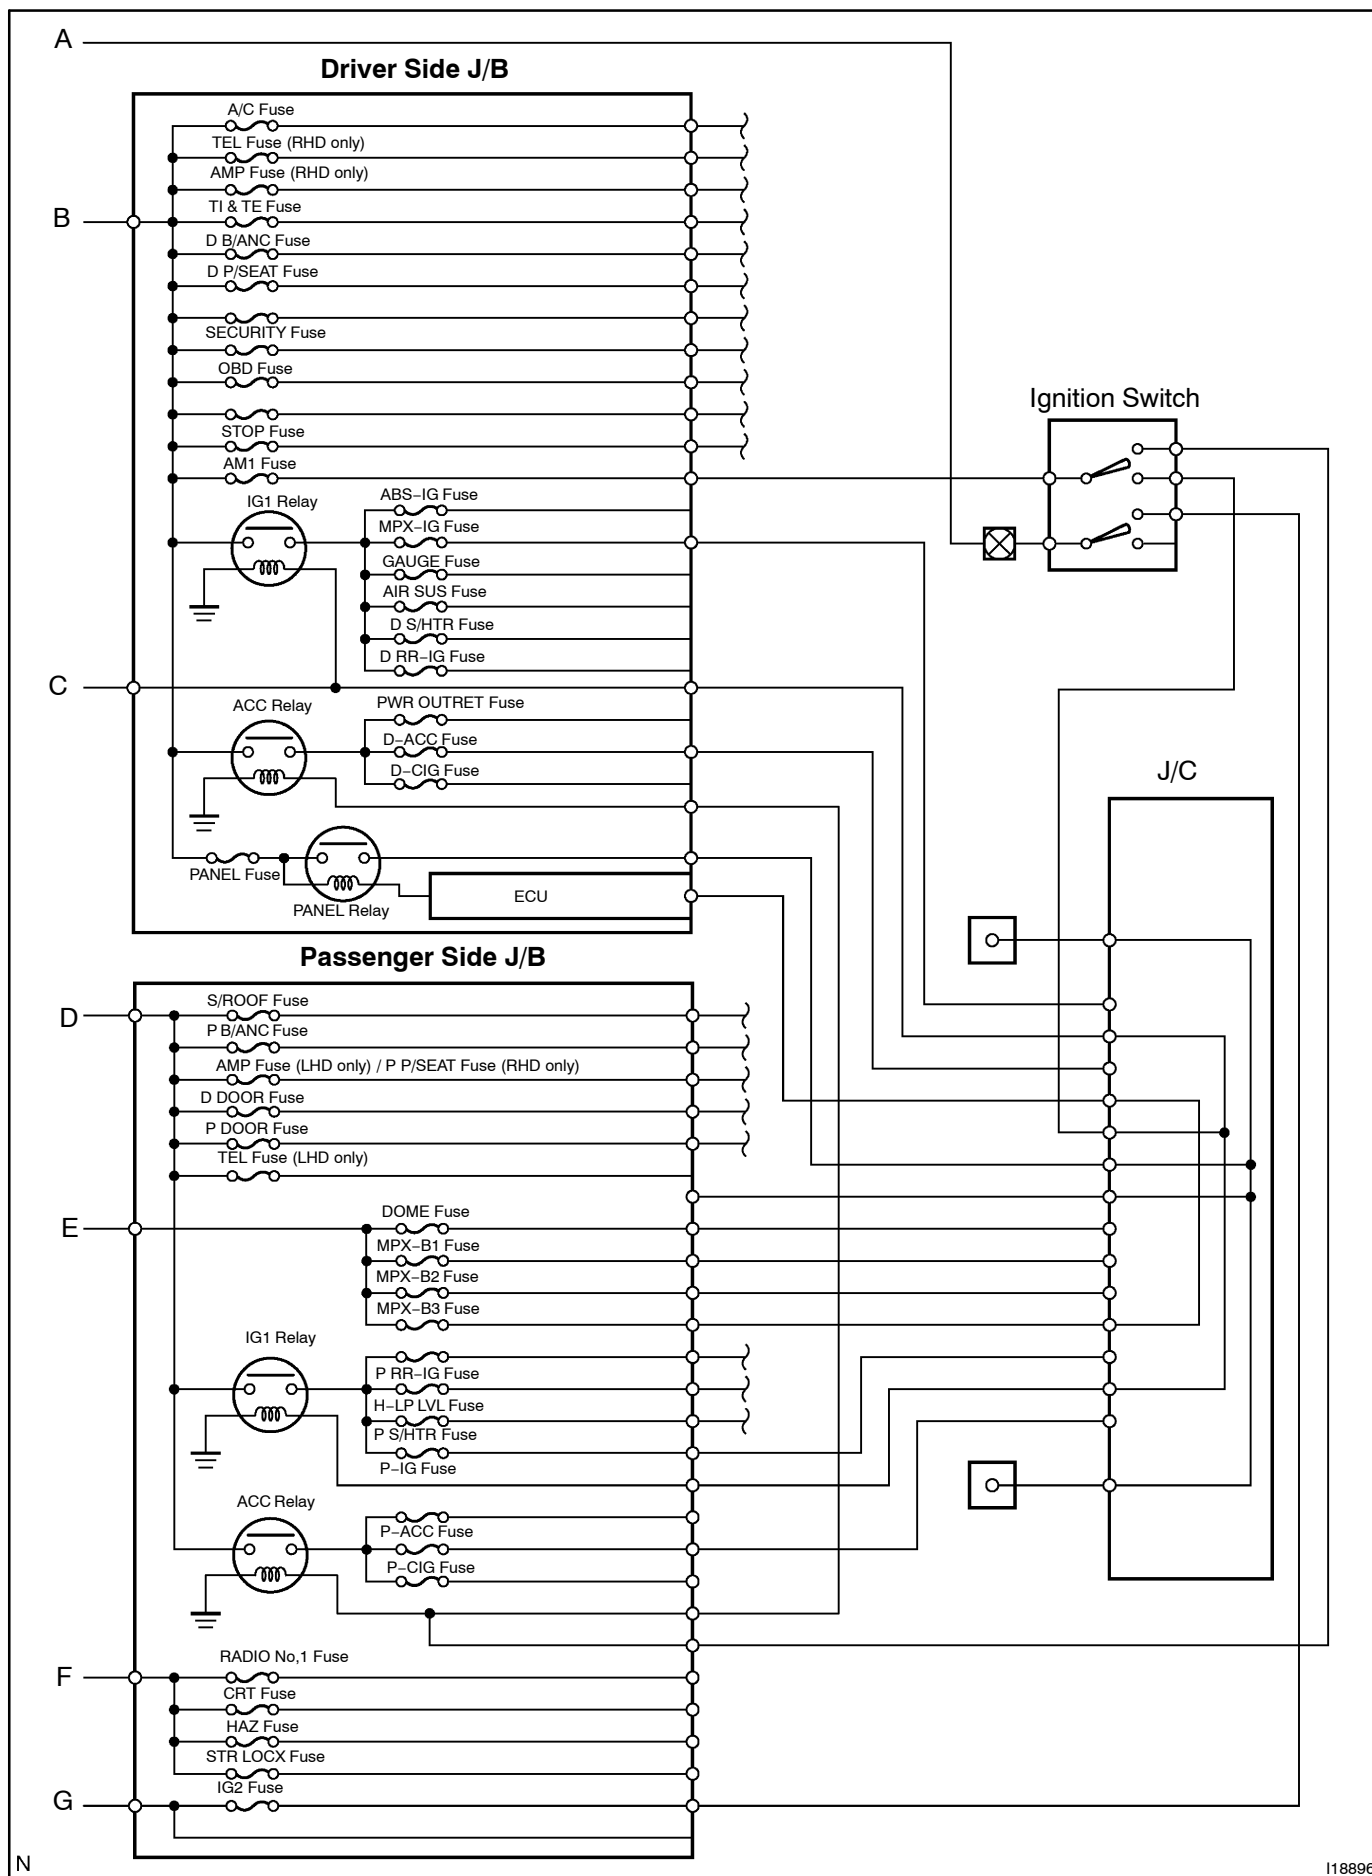 A
Driver Side J/B
A/C Fuse
TEL Fuse (RHD only)
AMP Fuse (RHD only)
B
TI & TE Fuse
D B/ANC Fuse
D P/SEAT Fuse
SECURITY Fuse
OBD Fuse
STOP Fuse
AM1 Fuse
Ignition Switch
IG1 Relay
ABS-IG Fuse
MPX-IG Fuse
GAUGE Fuse
AIR SUS Fuse
D S/HTR Fuse
D RR-IG Fuse
C
ACC Relay
PWR OUTRET Fuse
D-ACC Fuse
D-CIG Fuse
J/C
PANEL Fuse
PANEL Relay
ECU
Passenger Side J/B
D
S/ROOF Fuse
P B/ANC Fuse
AMP Fuse (LHD only) / P P/SEAT Fuse (RHD only)
D DOOR Fuse
P DOOR Fuse
TEL Fuse (LHD only)
E
DOME Fuse
MPX-B1 Fuse
MPX-B2 Fuse
MPX-B3 Fuse
IG1 Relay
P RR-IG Fuse
H-LP LVL Fuse
P S/HTR Fuse
P-IG Fuse
ACC Relay
P-ACC Fuse
P-CIG Fuse
F
RADIO No,1 Fuse
CRT Fuse
HAZ Fuse
STR LOCX Fuse
IG2 Fuse
G
N
I18896